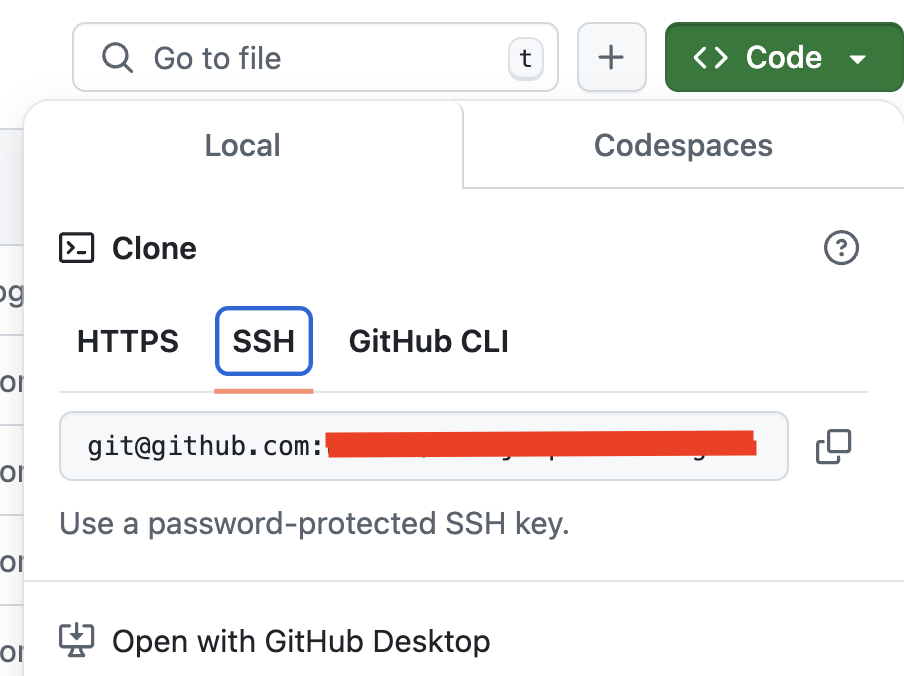 Go to file t + <> Code
Local Codespaces
Clone
HTTPS SSH GitHub CLI
git@github.com:
Use a password-protected SSH key.
Open with GitHub Desktop